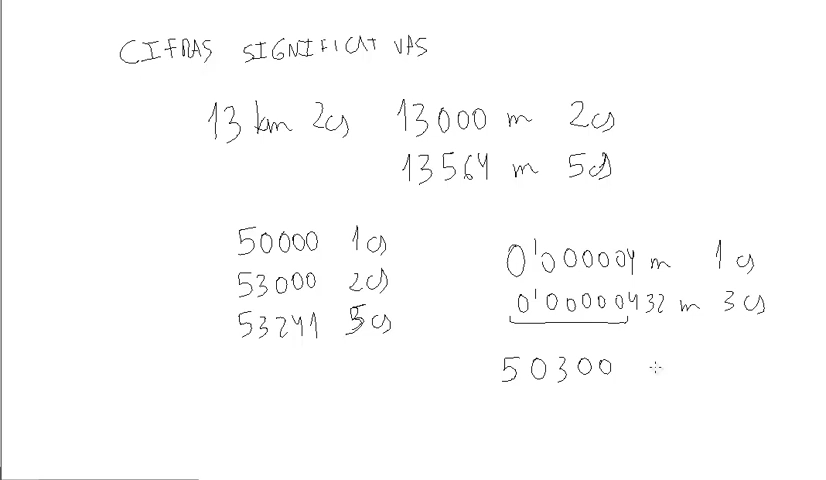 CIFRAS SIGNIFICATIVAS
13 km 2cs 13000 m 2cs
13564 m 5cs
50000 1cs
53000 2cs
53241 5cs
0'000004 m 1cs
0'00000432 m 3cs
50300